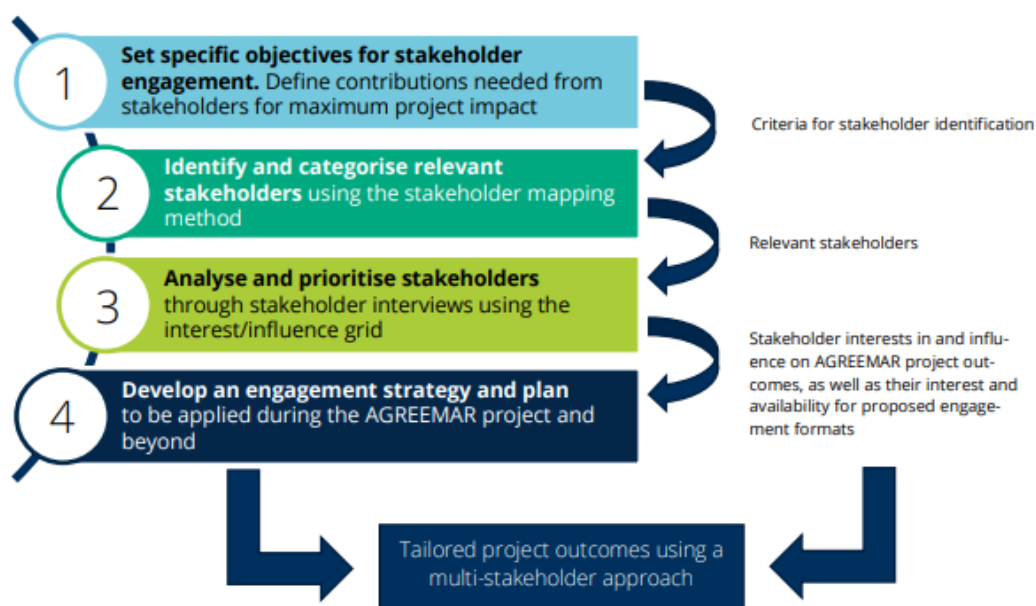 1
Set specific objectives for stakeholder
engagement. Define contributions needed from
stakeholders for maximum project impact
Criteria for stakeholder identification
2
Identify and categorise relevant
stakeholders using the stakeholder mapping
method
Relevant stakeholders
3
Analyse and prioritise stakeholders
through stakeholder interviews using the
interest/influence grid
Stakeholder interests in and influ-
ence on AGREEMAR project out-
comes, as well as their interest and
availability for proposed engage-
ment formats
4
Develop an engagement strategy and plan
to be applied during the AGREEMAR project and
beyond
Tailored project outcomes using a
multi-stakeholder approach